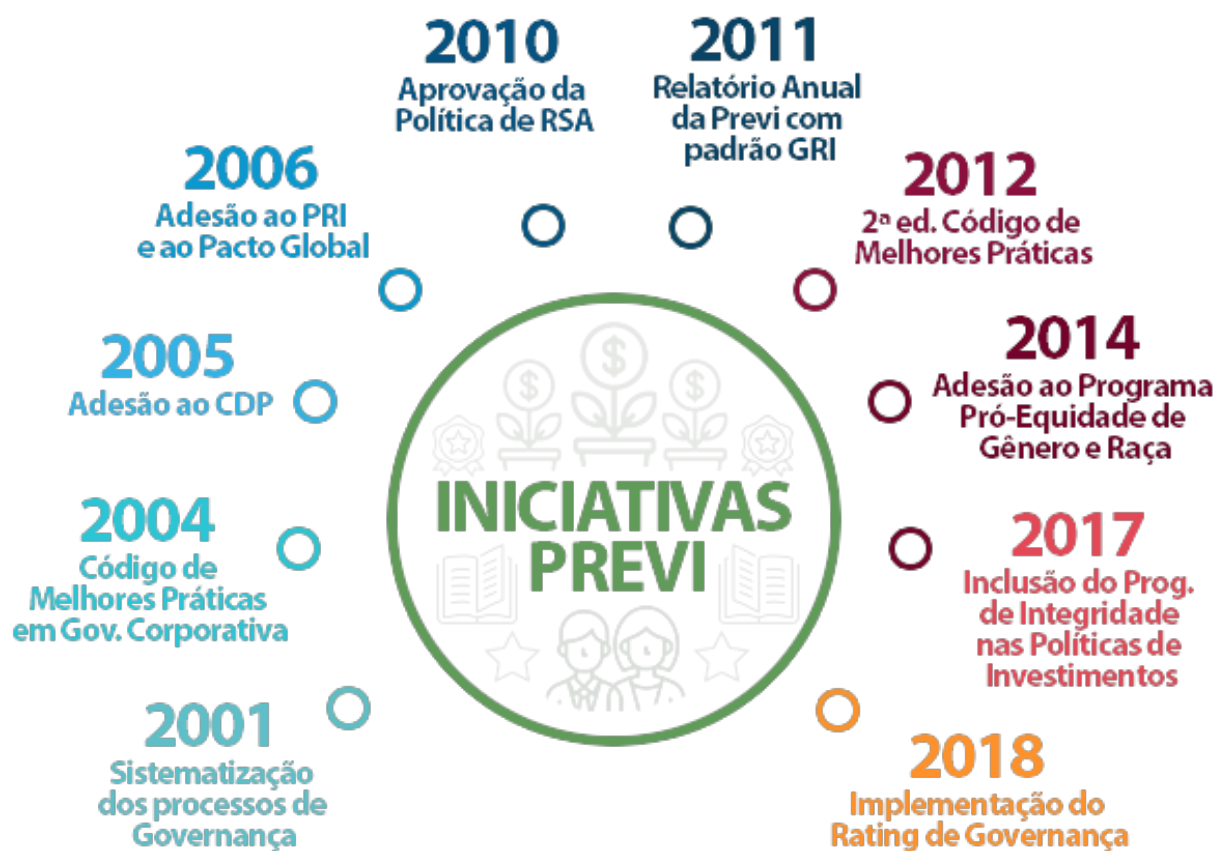 2001
Sistematização
dos processos de
Governança
2004
Código de
Melhores Práticas
em Gov. Corporativa
2005
Adesão ao CDP
2006
Adesão ao PRI
e ao Pacto Global
2010
Aprovação da
Política de RSA
2011
Relatório Anual
da Previ com
padrão GRI
2012
2ª ed. Código de
Melhores Práticas
2014
Adesão ao Programa
Pró-Equidade de
Gênero e Raça
2017
Inclusão do Prog.
de Integridade
nas Políticas de
Investimentos
2018
Implementação do
Rating de Governança
INICIATIVAS
PREVI